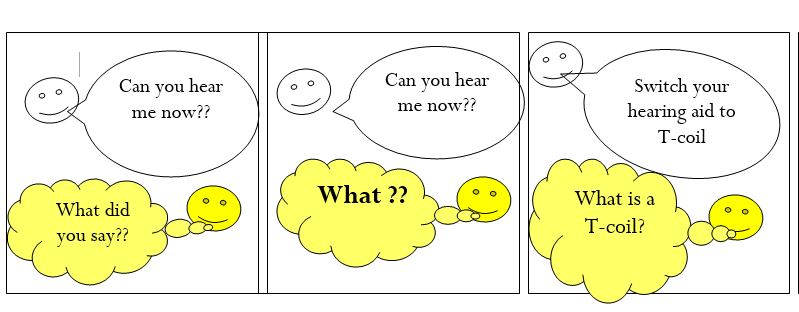 Can you hear
me now??
What did
you say??
Can you hear
me now??
What ??
Switch your
hearing aid to
T-coil
What is a
T-coil?